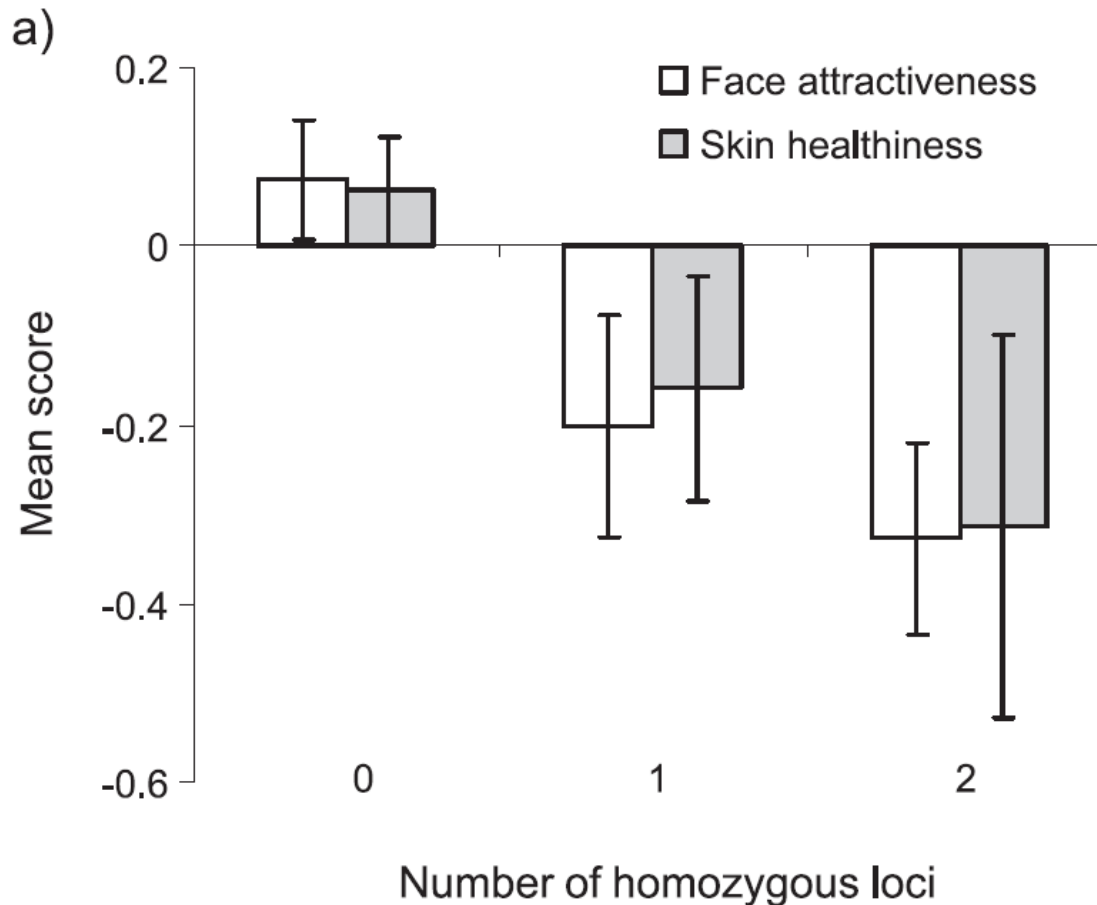 a)
0.2
Face attractiveness
Skin healthiness
0
-0.2
-0.4
-0.6
Mean score
0 1 2
Number of homozygous loci